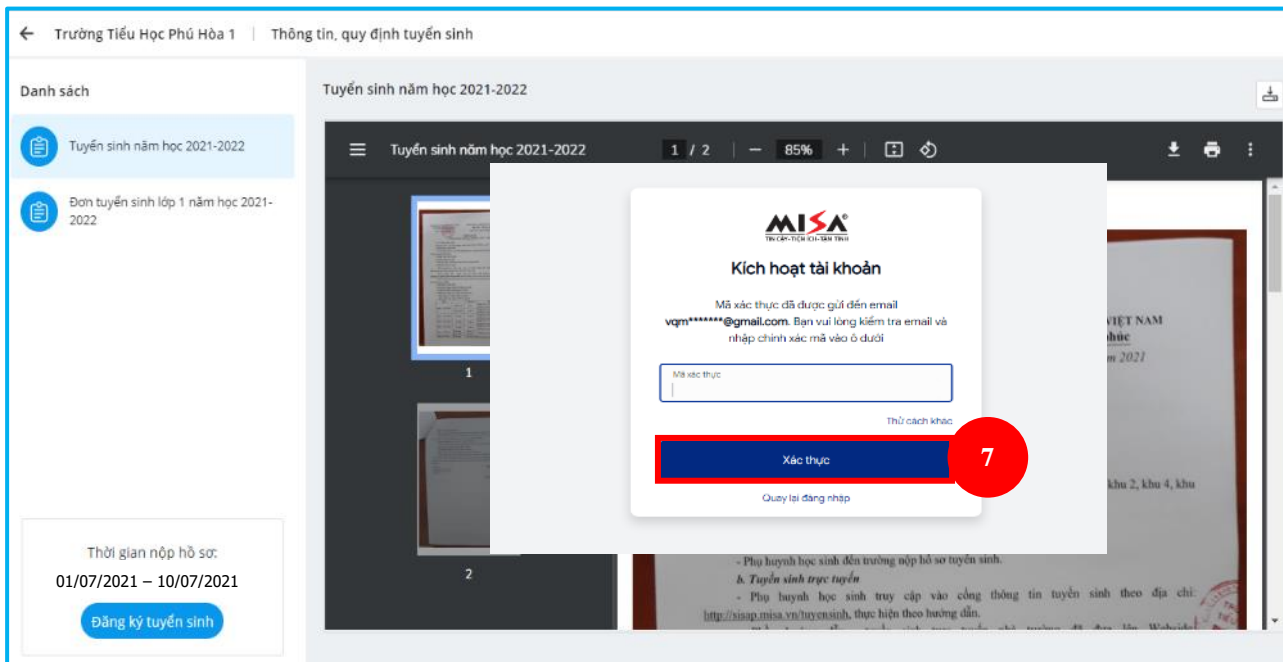 Trường Tiểu Học Phú Hòa 1 | Thông tin, quy định tuyển sinh
Danh sách
Tuyển sinh năm học 2021-2022
Đơn tuyển sinh lớp 1 năm học 2021-
2022
Thời gian nộp hồ sơ:
01/07/2021 – 10/07/2021
Đăng ký tuyển sinh
Tuyển sinh năm học 2021-2022
Tuyển sinh năm học 2021-2022 1 / 2 | − 85% + |
1
2
MISA
TIN CẬY-TIỆN ÍCH-TẬN TÌNH
Kích hoạt tài khoản
Mã xác thực đã được gửi đến email
vqm*******@gmail.com. Bạn vui lòng kiểm tra email và
nhập chính xác mã vào ô dưới
Mã xác thực
Thử cách khác
Xác thực
7
Quay lại đăng nhập
VIỆT NAM
phúc
m 2021
khu 2, khu 4, khu
- Phụ huynh học sinh đến trường nộp hồ sơ tuyển sinh.
b. Tuyển sinh trực tuyến
- Phụ huynh học sinh truy cập vào cổng thông tin tuyển sinh theo địa chỉ:
http://sisap.misa.vn/tuyensinh, thực hiện theo hướng dẫn.